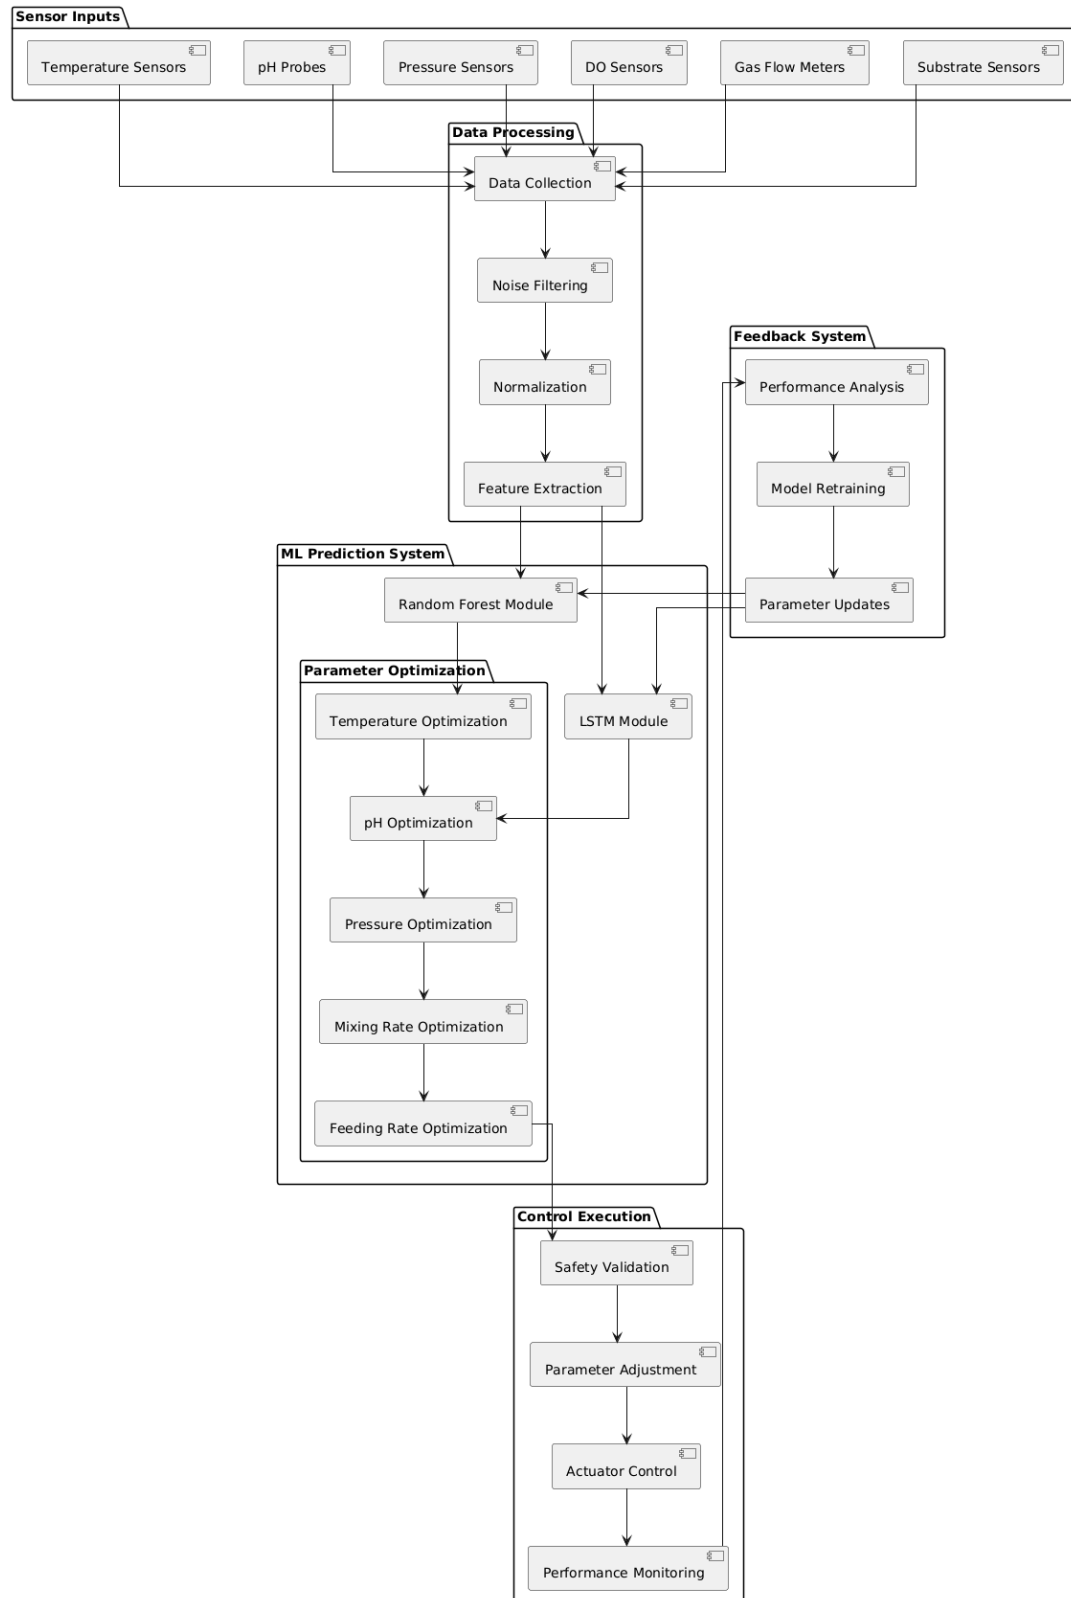 Sensor Inputs
Temperature Sensors
pH Probes
Pressure Sensors
DO Sensors
Gas Flow Meters
Substrate Sensors
Data Processing
Data Collection
Noise Filtering
Normalization
Feature Extraction
Feedback System
Performance Analysis
Model Retraining
Parameter Updates
ML Prediction System
Random Forest Module
Parameter Optimization
Temperature Optimization
LSTM Module
pH Optimization
Pressure Optimization
Mixing Rate Optimization
Feeding Rate Optimization
Control Execution
Safety Validation
Parameter Adjustment
Actuator Control
Performance Monitoring